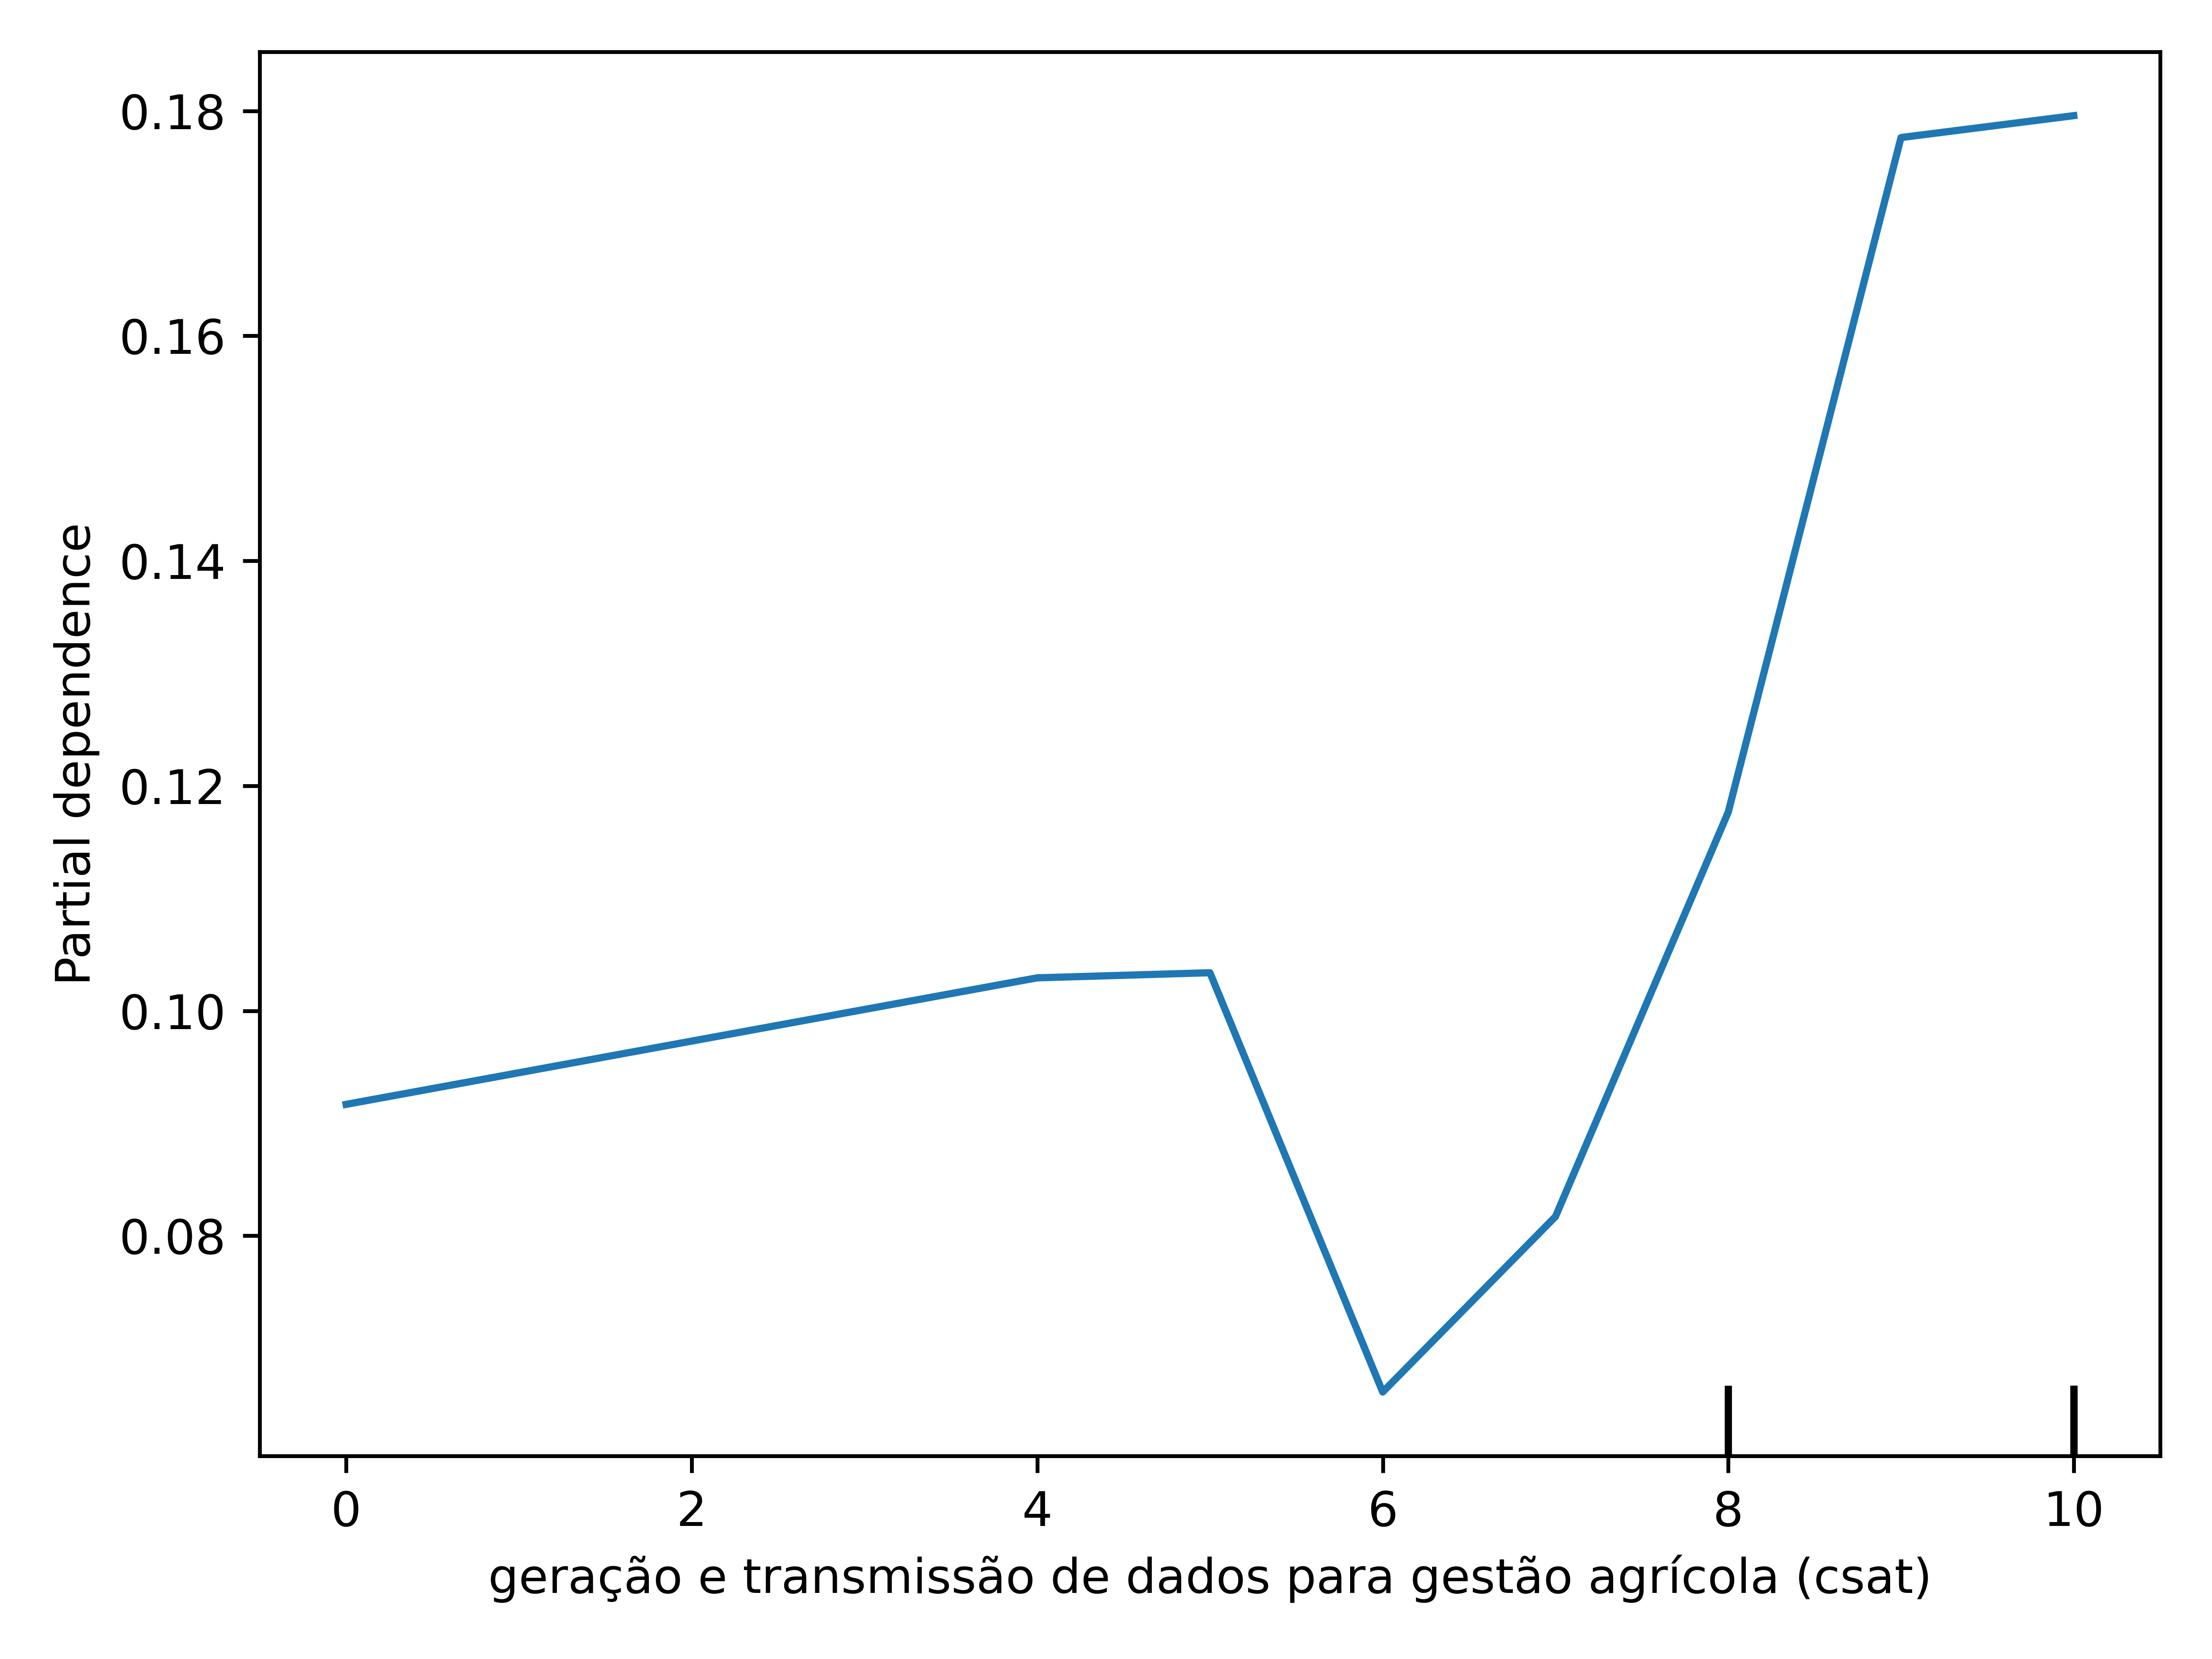 0.18
0.16
0.14
0.12
0.10
0.08
Partial dependence
0 2 4 6 8 10
geração e transmissão de dados para gestão agrícola (csat)